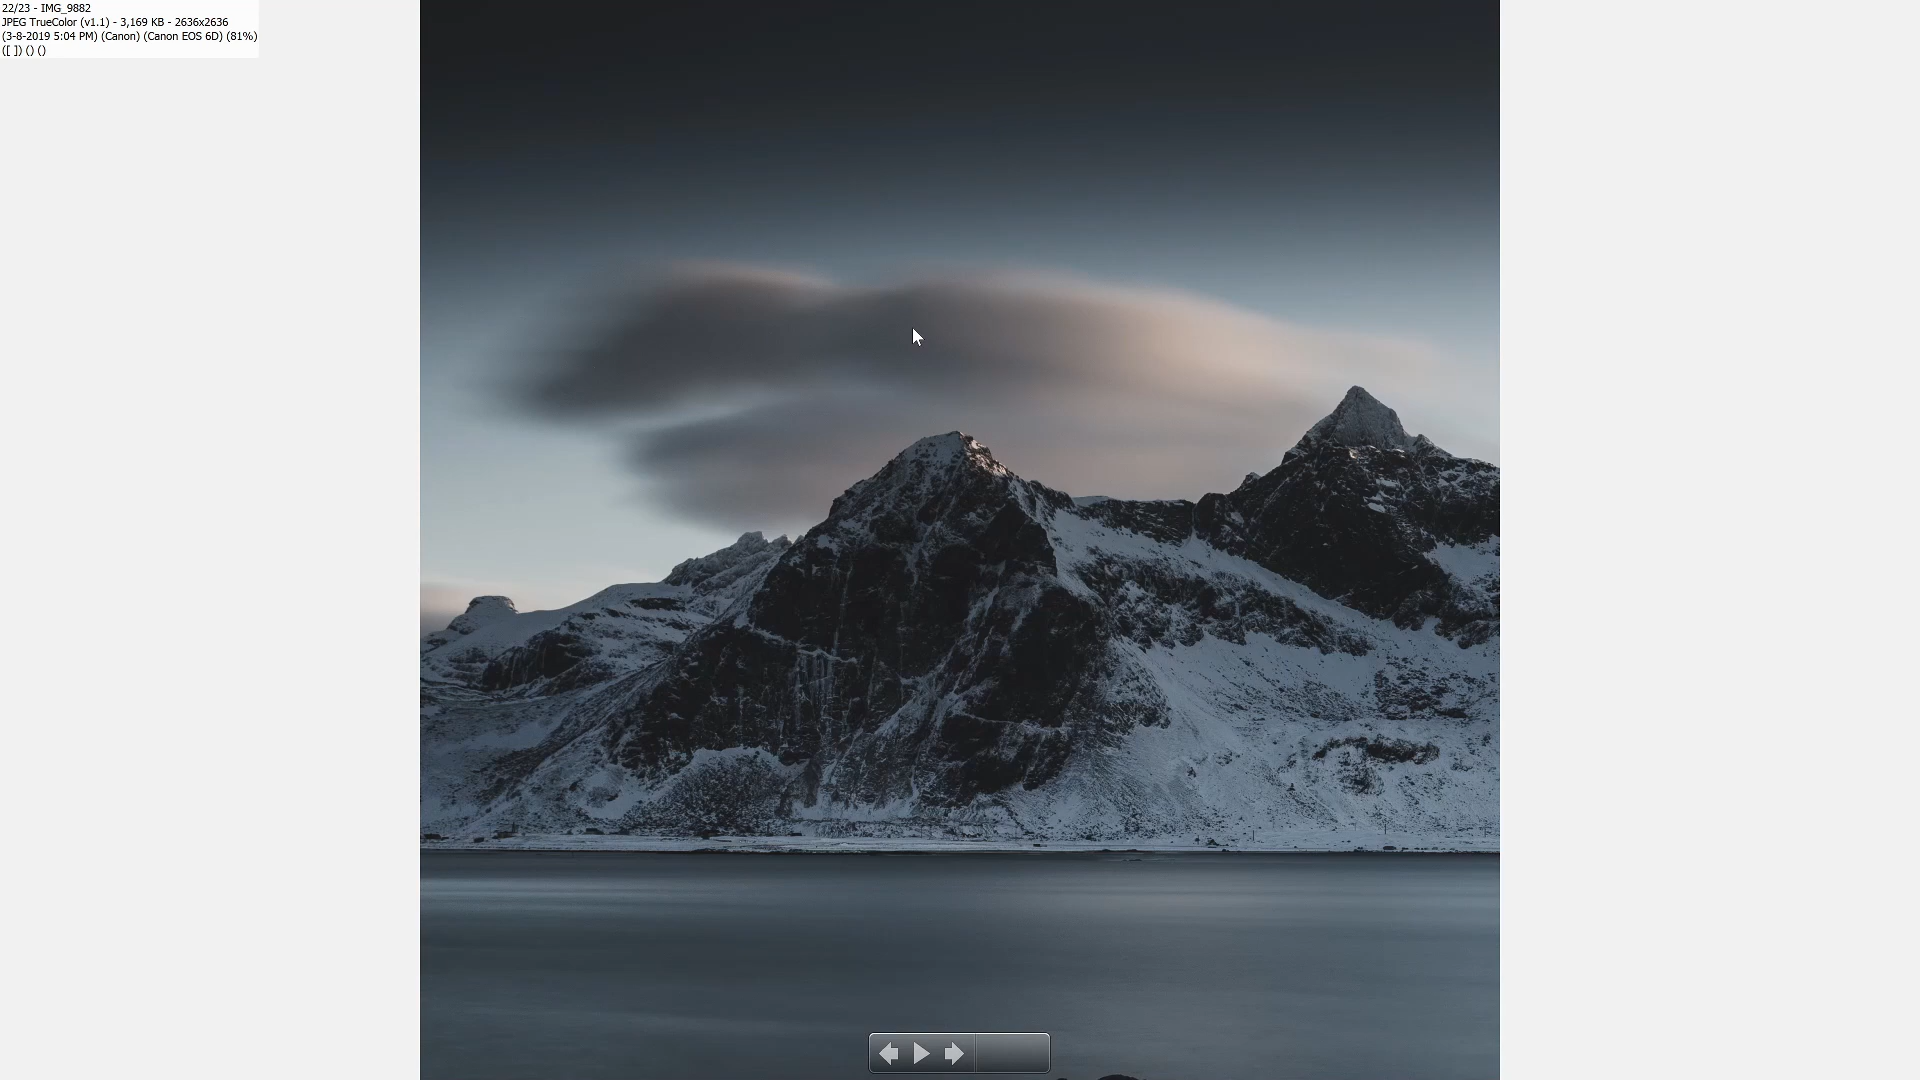 22/23 - IMG_9882
JPEG TrueColor (v1.1) - 3,169 KB - 2636x2636
(3-8-2019 5:04 PM) (Canon) (Canon EOS 6D) (81%)
([ ]) () ()